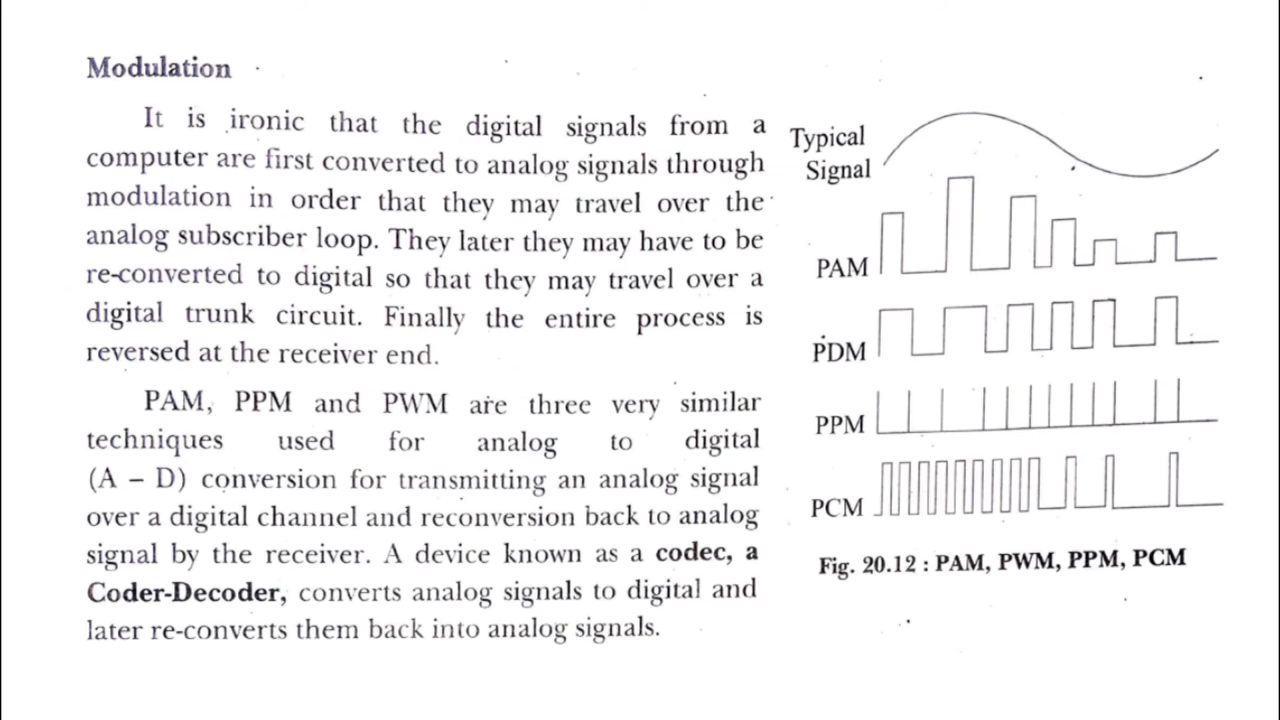 Modulation
It is ironic that the digital signals from a
computer are first converted to analog signals through
modulation in order that they may travel over the
analog subscriber loop. They later they may have to be
re-converted to digital so that they may travel over a
digital trunk circuit. Finally the entire process is
reversed at the receiver end.
PAM, PPM and PWM are three very similar
techniques used for analog to digital
(A – D) conversion for transmitting an analog signal
over a digital channel and reconversion back to analog
signal by the receiver. A device known as a codec, a
Coder-Decoder, converts analog signals to digital and
later re-converts them back into analog signals.
Typical
Signal
PAM
PDM
PPM
PCM
Fig. 20.12 : PAM, PWM, PPM, PCM